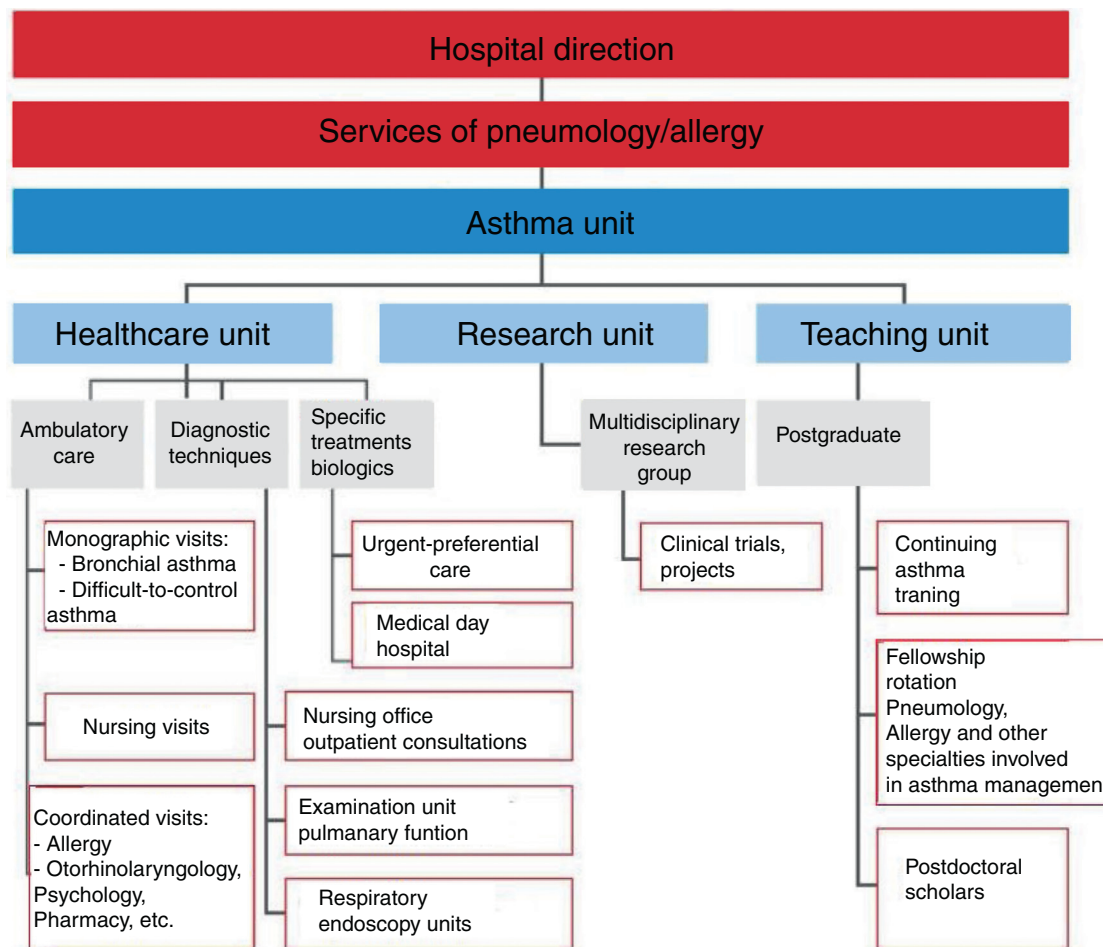 Hospital direction
Services of pneumology/allergy
Asthma unit
Healthcare unit
Research unit
Teaching unit
Ambulatory
care
Diagnostic
techniques
Specific
treatments
biologics
Multidisciplinary
research
group
Postgraduate
Monographic visits:
- Bronchial asthma
- Difficult-to-control
asthma
Nursing visits
Coordinated visits:
- Allergy
- Otorhinolaryngology,
Psychology,
Pharmacy, etc.
Urgent-preferential
care
Medical day
hospital
Nursing office
outpatient consultations
Examination unit
pulmanary funtion
Respiratory
endoscopy units
Clinical trials,
projects
Continuing
asthma
traning
Fellowship
rotation
Pneumology,
Allergy and other
specialties involved
in asthma managemen
Postdoctoral
scholars